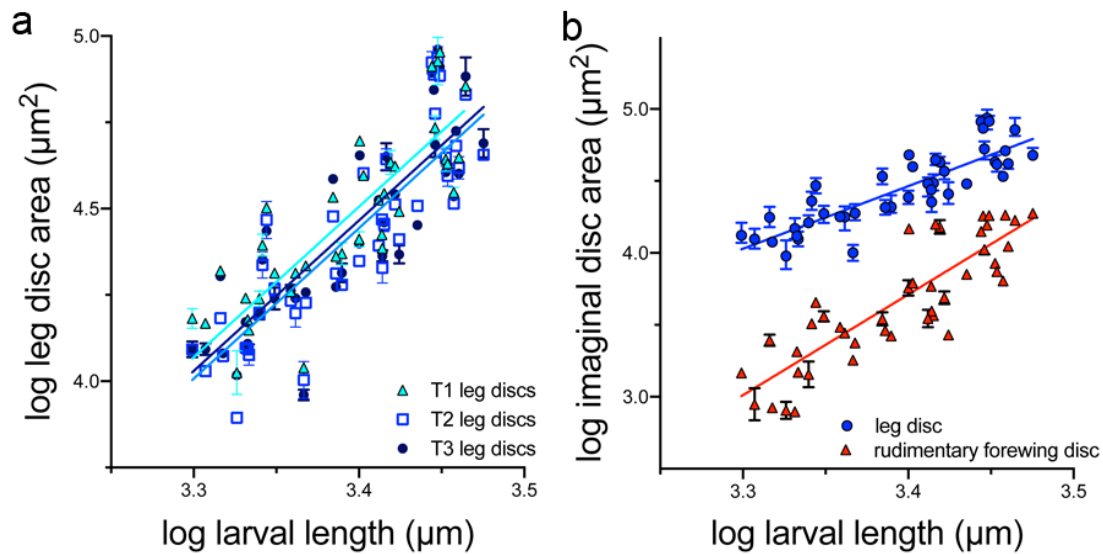 a
log leg disc area (µm²)
5.0
4.5
4.0
T1 leg discs
T2 leg discs
T3 leg discs
3.3
3.4
3.5
log larval length (µm)
b
log imaginal disc area (µm²)
5.0
4.0
3.0
leg disc
rudimentary forewing disc
3.3
3.4
3.5
log larval length (µm)